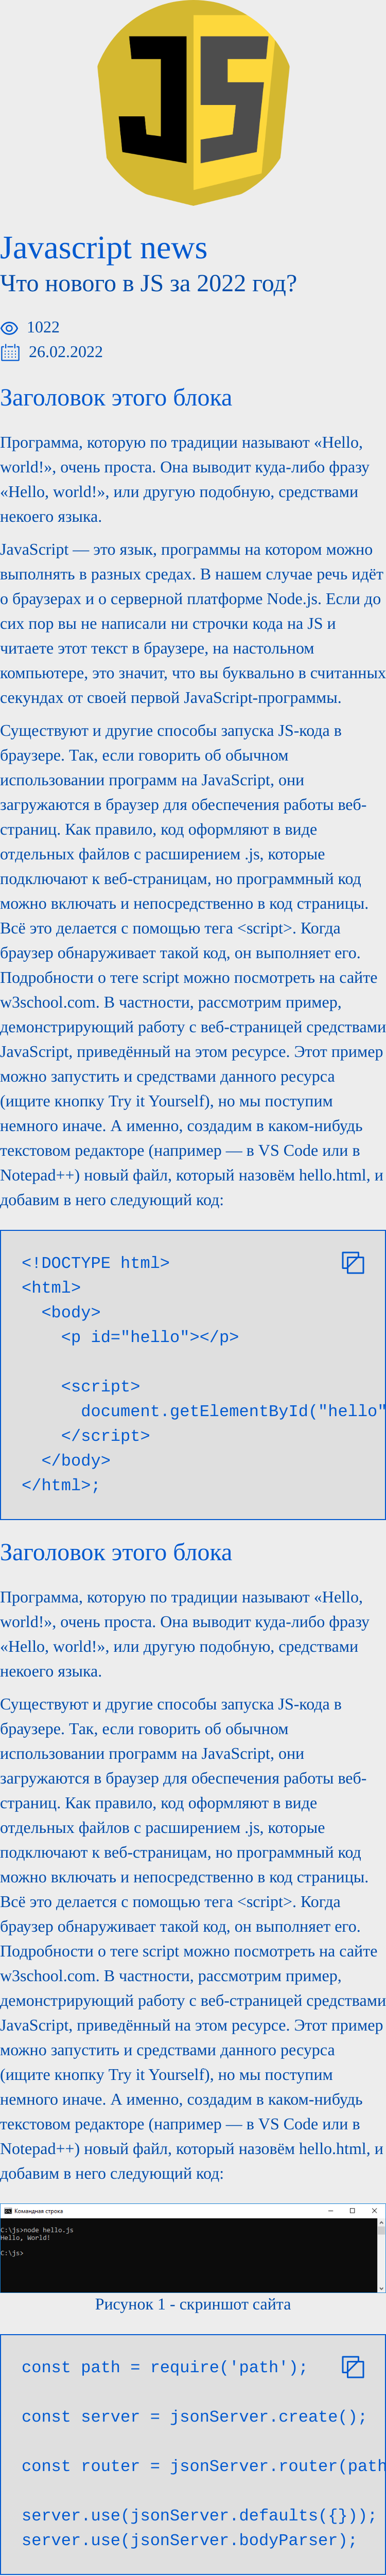 JS
Javascript news
Что нового в JS за 2022 год?
1022
26.02.2022
Заголовок этого блока
Программа, которую по традиции называют «Hello,
world!», очень проста. Она выводит куда-либо фразу
«Hello, world!», или другую подобную, средствами
некоего языка.
JavaScript — это язык, программы на котором можно
выполнять в разных средах. В нашем случае речь идёт
о браузерах и о серверной платформе Node.js. Если до
сих пор вы не написали ни строчки кода на JS и
читаете этот текст в браузере, на настольном
компьютере, это значит, что вы буквально в считанных
секундах от своей первой JavaScript-программы.
Существуют и другие способы запуска JS-кода в
браузере. Так, если говорить об обычном
использовании программ на JavaScript, они
загружаются в браузер для обеспечения работы веб-
страниц. Как правило, код оформляют в виде
отдельных файлов с расширением .js, которые
подключают к веб-страницам, но программный код
можно включать и непосредственно в код страницы.
Всё это делается с помощью тега <script>. Когда
браузер обнаруживает такой код, он выполняет его.
Подробности о теге script можно посмотреть на сайте
w3school.com. В частности, рассмотрим пример,
демонстрирующий работу с веб-страницей средствами
JavaScript, приведённый на этом ресурсе. Этот пример
можно запустить и средствами данного ресурса
(ищите кнопку Try it Yourself), но мы поступим
немного иначе. А именно, создадим в каком-нибудь
текстовом редакторе (например — в VS Code или в
Notepad++) новый файл, который назовём hello.html, и
добавим в него следующий код:
<!DOCTYPE html>
<html>
  <body>
    <p id="hello"></p>
    <script>
      document.getElementById("hello"
    </script>
  </body>
</html>;
Заголовок этого блока
Программа, которую по традиции называют «Hello,
world!», очень проста. Она выводит куда-либо фразу
«Hello, world!», или другую подобную, средствами
некоего языка.
Существуют и другие способы запуска JS-кода в
браузере. Так, если говорить об обычном
использовании программ на JavaScript, они
загружаются в браузер для обеспечения работы веб-
страниц. Как правило, код оформляют в виде
отдельных файлов с расширением .js, которые
подключают к веб-страницам, но программный код
можно включать и непосредственно в код страницы.
Всё это делается с помощью тега <script>. Когда
браузер обнаруживает такой код, он выполняет его.
Подробности о теге script можно посмотреть на сайте
w3school.com. В частности, рассмотрим пример,
демонстрирующий работу с веб-страницей средствами
JavaScript, приведённый на этом ресурсе. Этот пример
можно запустить и средствами данного ресурса
(ищите кнопку Try it Yourself), но мы поступим
немного иначе. А именно, создадим в каком-нибудь
текстовом редакторе (например — в VS Code или в
Notepad++) новый файл, который назовём hello.html, и
добавим в него следующий код:
Командная строка
C:\js>node hello.js
Hello, World!
C:\js>
Рисунок 1 - скриншот сайта
const path = require('path');
const server = jsonServer.create();
const router = jsonServer.router(path
server.use(jsonServer.defaults({}));
server.use(jsonServer.bodyParser);